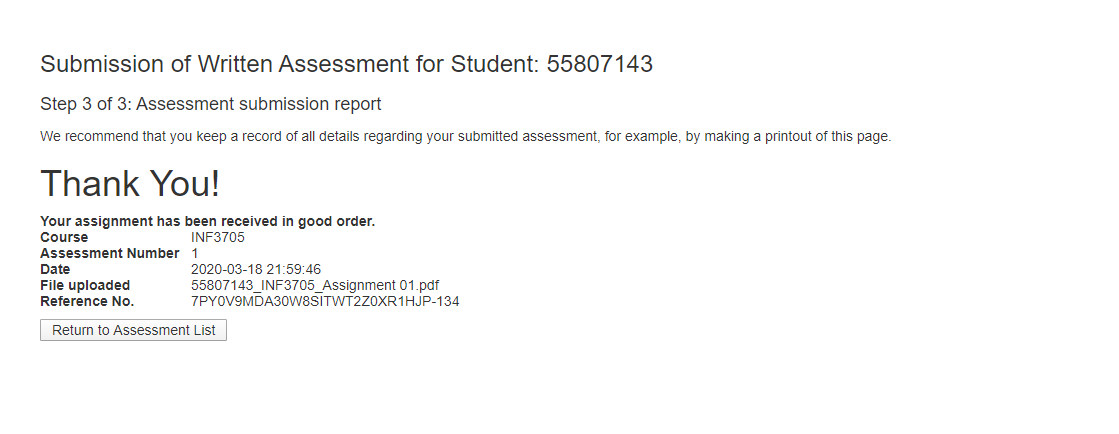 Submission of Written Assessment for Student: 55807143
Step 3 of 3: Assessment submission report
We recommend that you keep a record of all details regarding your submitted assessment, for example, by making a printout of this page.
Thank You!
Your assignment has been received in good order.
Course INF3705
Assessment Number 1
Date 2020-03-18 21:59:46
File uploaded 55807143_INF3705_Assignment 01.pdf
Reference No. 7PY0V9MDA30W8SITWT2Z0XR1HJP-134
Return to Assessment List